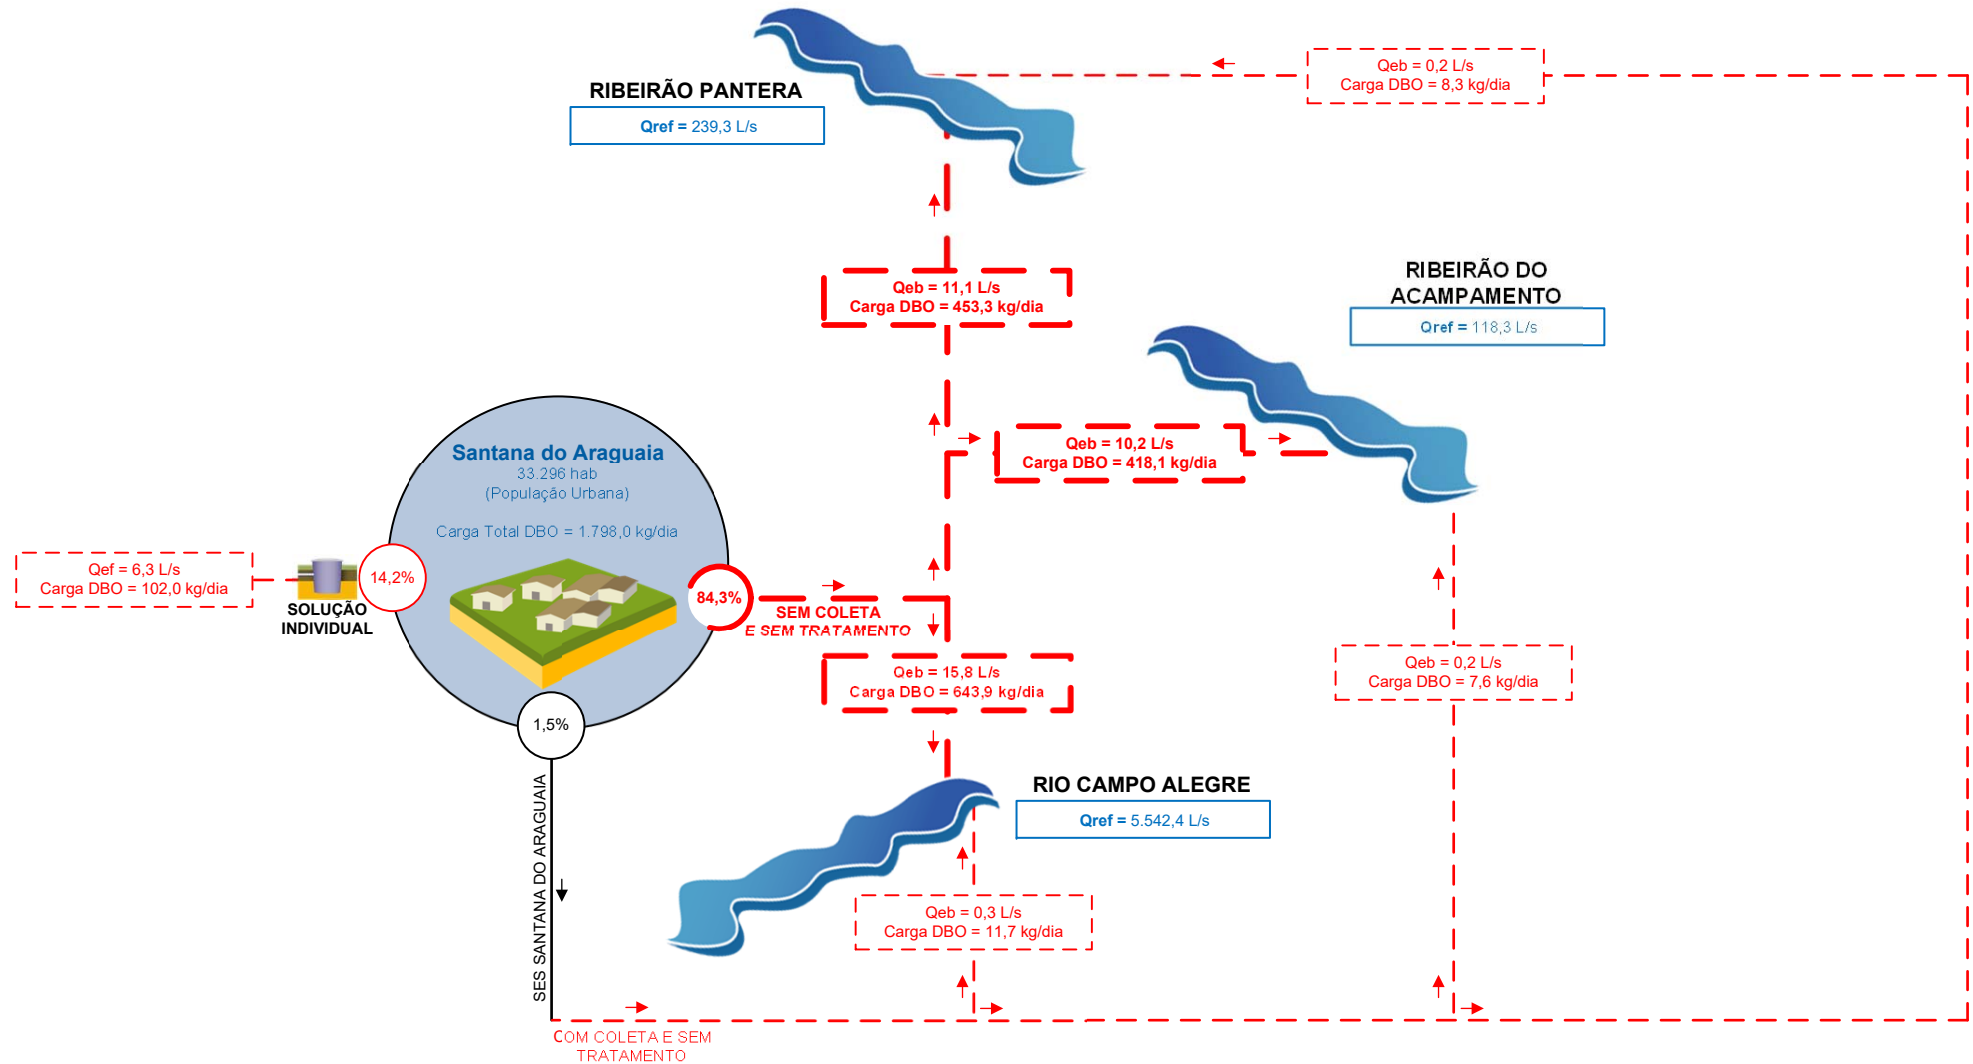 Qeb = 0,2 L/s
Carga DBO = 8,3 kg/dia
RIBEIRÃO PANTERA
Qref = 239,3 L/s
RIBEIRÃO DO
ACAMPAMENTO
Qref = 118,3 L/s
Qeb = 11,1 L/s
Carga DBO = 453,3 kg/dia
Qeb = 10,2 L/s
Carga DBO = 418,1 kg/dia
Santana do Araguaia
33.296 hab
(População Urbana)
Carga Total DBO = 1.798,0 kg/dia
Qef = 6,3 L/s
Carga DBO = 102,0 kg/dia
SOLUÇÃO
INDIVIDUAL
14,2%
84,3%
SEM COLETA
E SEM TRATAMENTO
Qeb = 15,8 L/s
Carga DBO = 643,9 kg/dia
Qeb = 0,2 L/s
Carga DBO = 7,6 kg/dia
1,5%
SES SANTANA DO ARAGUAIA
RIO CAMPO ALEGRE
Qref = 5.542,4 L/s
Qeb = 0,3 L/s
Carga DBO = 11,7 kg/dia
COM COLETA E SEM
TRATAMENTO